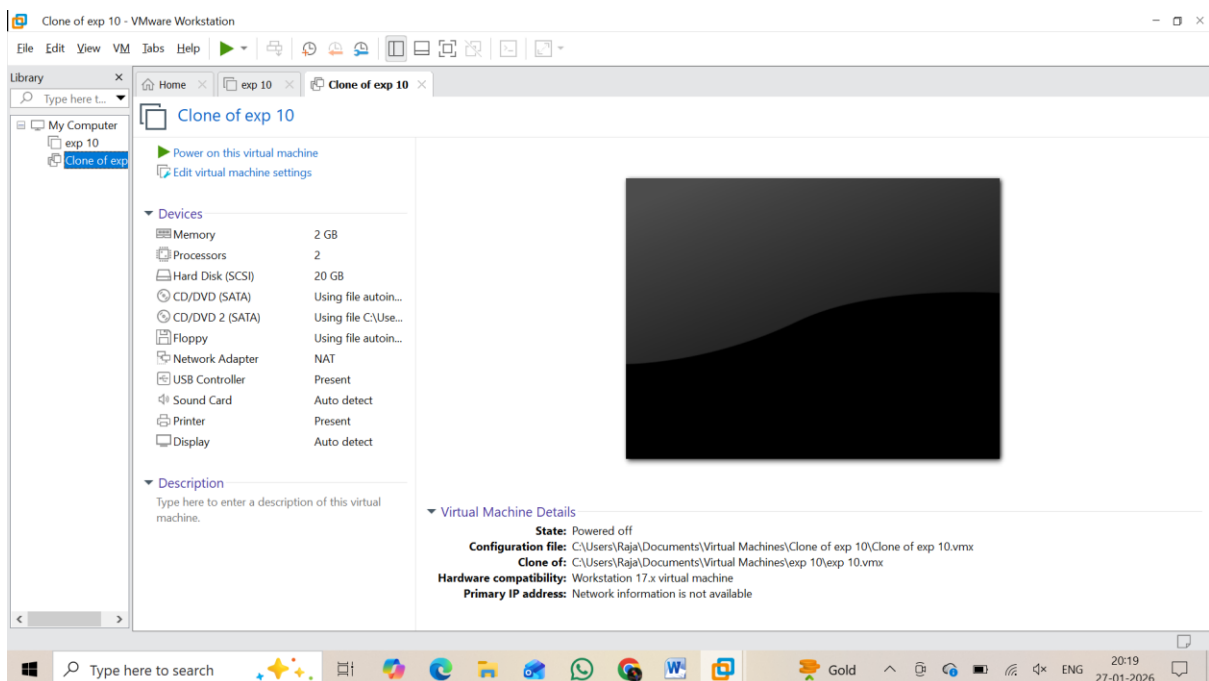 Clone of exp 10 - VMware Workstation
File Edit View VM Tabs Help
Library
Type here t...
My Computer
exp 10
Clone of exp
Home
exp 10
Clone of exp 10
Clone of exp 10
Power on this virtual machine
Edit virtual machine settings
Devices
Memory 2 GB
Processors 2
Hard Disk (SCSI) 20 GB
CD/DVD (SATA) Using file autoin...
CD/DVD 2 (SATA) Using file C:\Use...
Floppy Using file autoin...
Network Adapter NAT
USB Controller Present
Sound Card Auto detect
Printer Present
Display Auto detect
Description
Type here to enter a description of this virtual
machine.
Virtual Machine Details
State: Powered off
Configuration file: C:\Users\Raja\Documents\Virtual Machines\Clone of exp 10\Clone of exp 10.vmx
Clone of: C:\Users\Raja\Documents\Virtual Machines\exp 10\exp 10.vmx
Hardware compatibility: Workstation 17.x virtual machine
Primary IP address: Network information is not available
Type here to search
Gold
ENG
20:19
27-01-2026